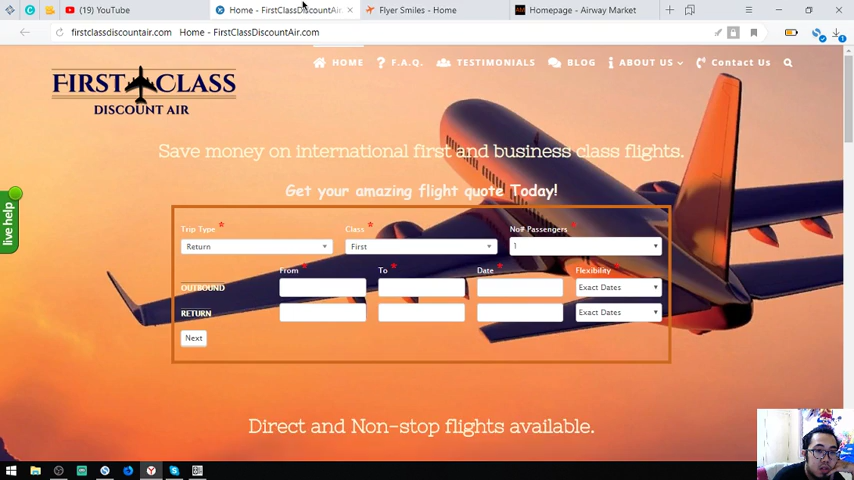 (19) YouTube
Home - FirstClassDiscountAir.
Flyer Smiles - Home
Homepage - Airway Market
firstclassdiscountair.com Home - FirstClassDiscountAir.com
FIRST CLASS
DISCOUNT AIR
HOME
F.A.Q.
TESTIMONIALS
BLOG
ABOUT US
Contact Us
Save money on international first and business class flights.
Get your amazing flight quote Today!
Trip Type *
Class *
No# Passengers *
Return
First
1
From *
To *
Date *
Flexibility
OUTBOUND
Exact Dates
RETURN
Exact Dates
Next
live help
Direct and Non-stop flights available.